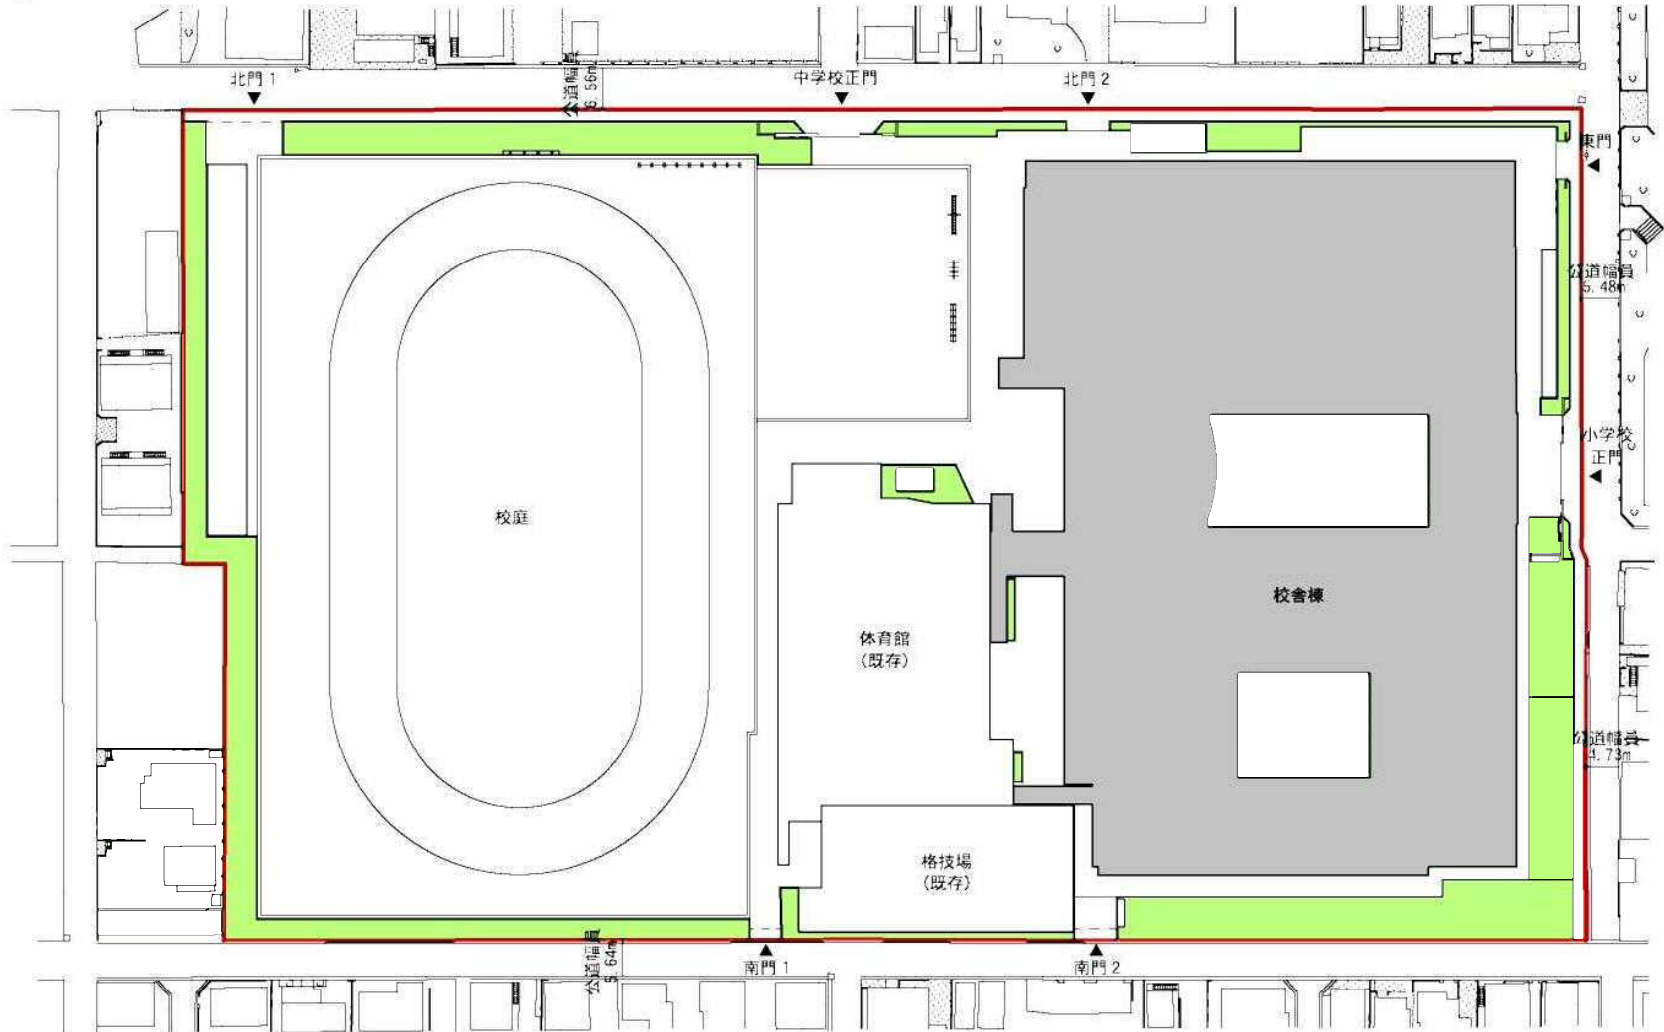 北門1
公道幅員
6.56m
中学校正門
北門2
東門
公道幅員
5.48m
小学校
正門
校庭
校舎棟
体育館
(既存)
公道幅員
4.73m
格技場
(既存)
公道幅員
5.64m
南門1
南門2